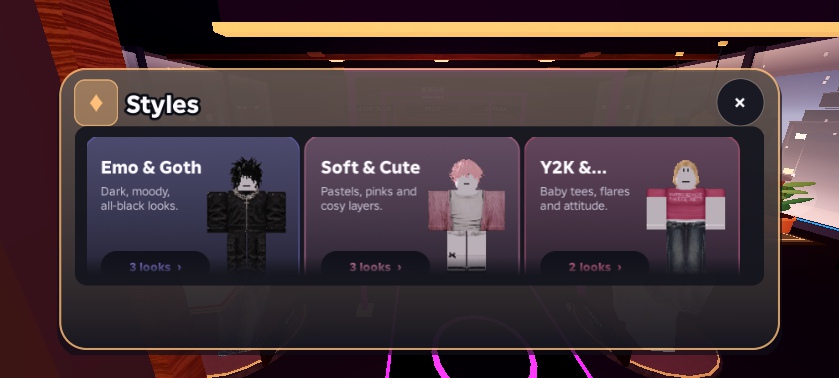 Styles
×
Emo & Goth
Dark, moody,
all-black looks.
3 looks ›
Soft & Cute
Pastels, pinks and
cosy layers.
3 looks ›
Y2K &...
Baby tees, flares
and attitude.
2 looks ›